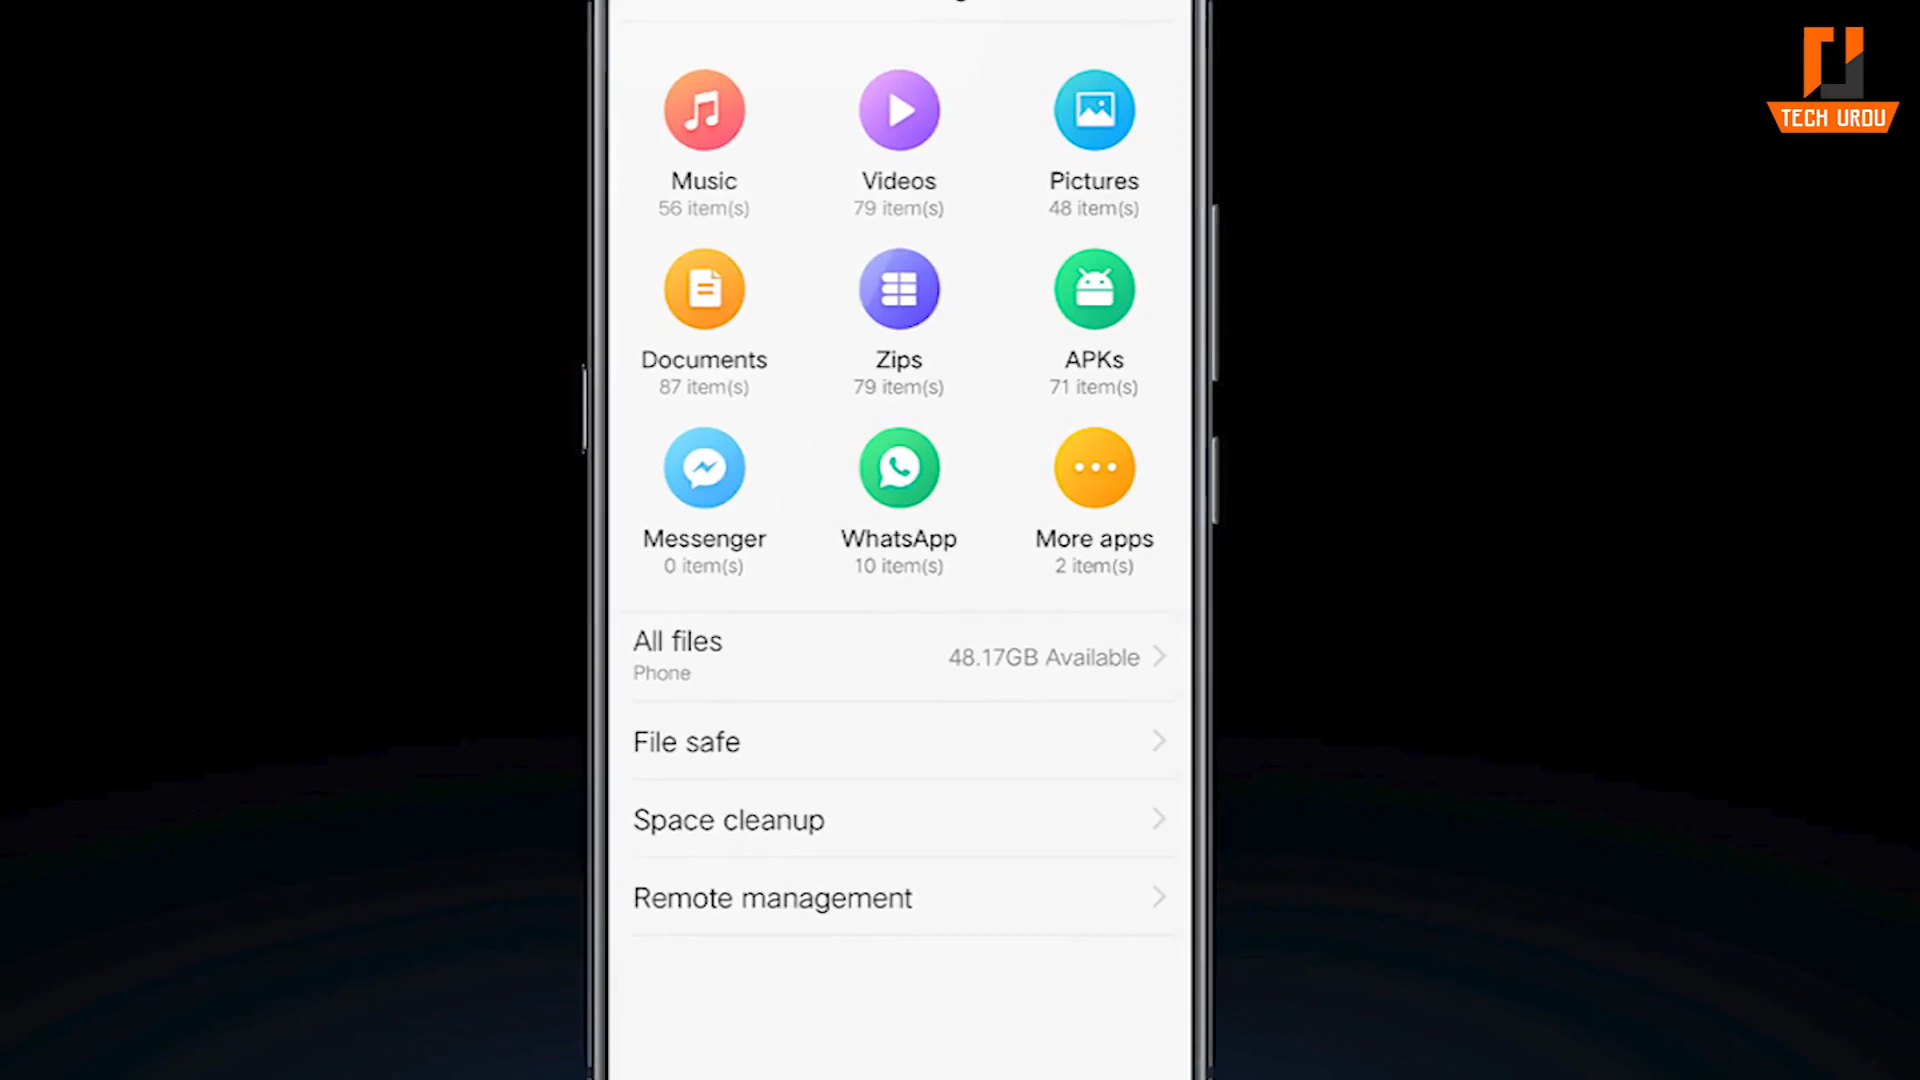 TECH URDU
Music
Videos
Pictures
56 item(s)
79 item(s)
48 item(s)
Documents
Zips
APKs
87 item(s)
79 item(s)
71 item(s)
Messenger
WhatsApp
More apps
0 item(s)
10 item(s)
2 item(s)
All files
Phone
48.17GB Available
File safe
Space cleanup
Remote management